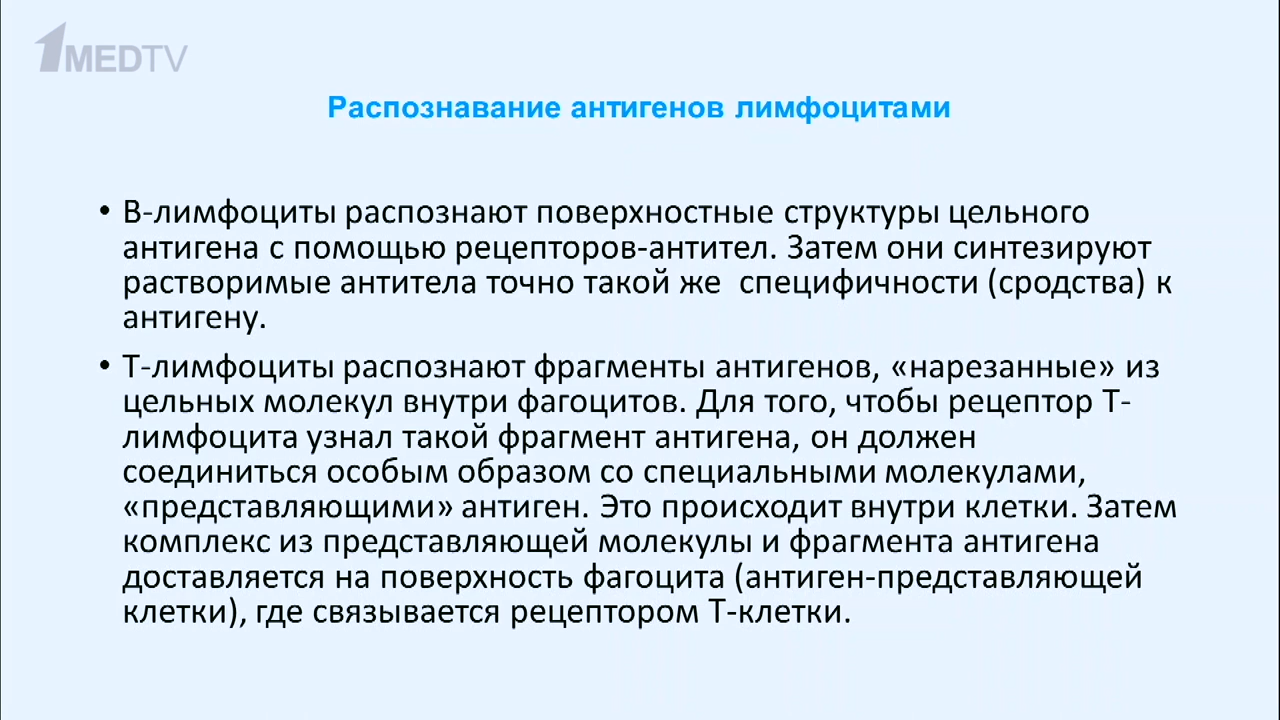 1MEDTV
Распознавание антигенов лимфоцитами
• В-лимфоциты распознают поверхностные структуры цельного
антигена с помощью рецепторов-антител. Затем они синтезируют
растворимые антитела точно такой же  специфичности (сродства) к
антигену.
• Т-лимфоциты распознают фрагменты антигенов, «нарезанные» из
цельных молекул внутри фагоцитов. Для того, чтобы рецептор Т-
лимфоцита узнал такой фрагмент антигена, он должен
соединиться особым образом со специальными молекулами,
«представляющими» антиген. Это происходит внутри клетки. Затем
комплекс из представляющей молекулы и фрагмента антигена
доставляется на поверхность фагоцита (антиген-представляющей
клетки), где связывается рецептором Т-клетки.